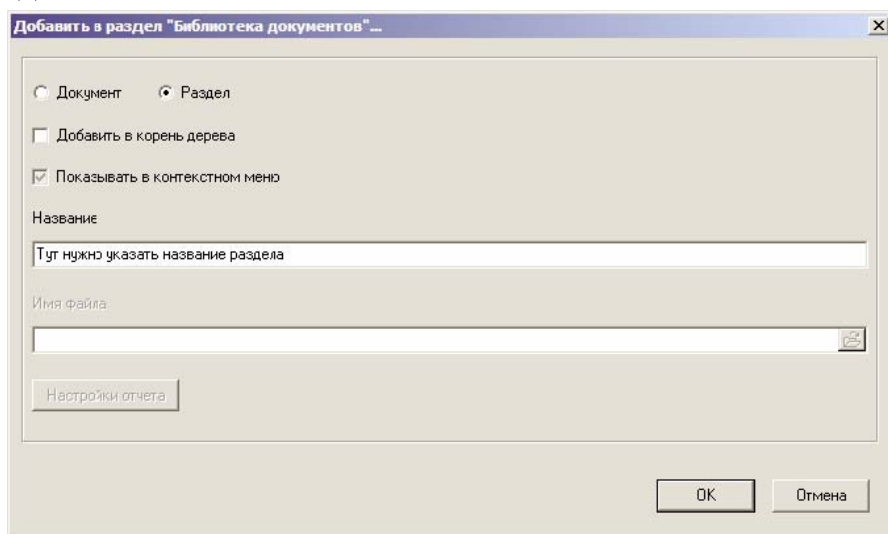 Добавить в раздел "Библиотека документов"...
Документ Раздел
Добавить в корень дерева
Показывать в контекстном меню
Название
Тут нужно указать название раздела
Имя файла
Настройки отчета
OK Отмена